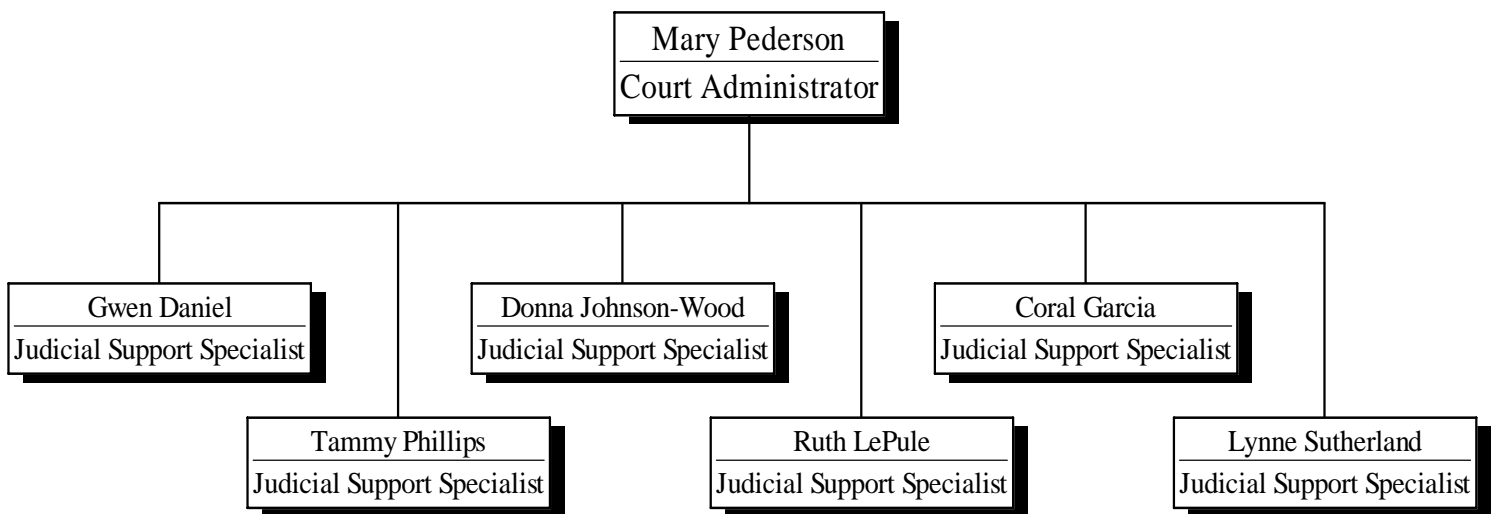 Mary Pederson
Court Administrator
Gwen Daniel
Judicial Support Specialist
Donna Johnson-Wood
Judicial Support Specialist
Coral Garcia
Judicial Support Specialist
Tammy Phillips
Judicial Support Specialist
Ruth LePule
Judicial Support Specialist
Lynne Sutherland
Judicial Support Specialist